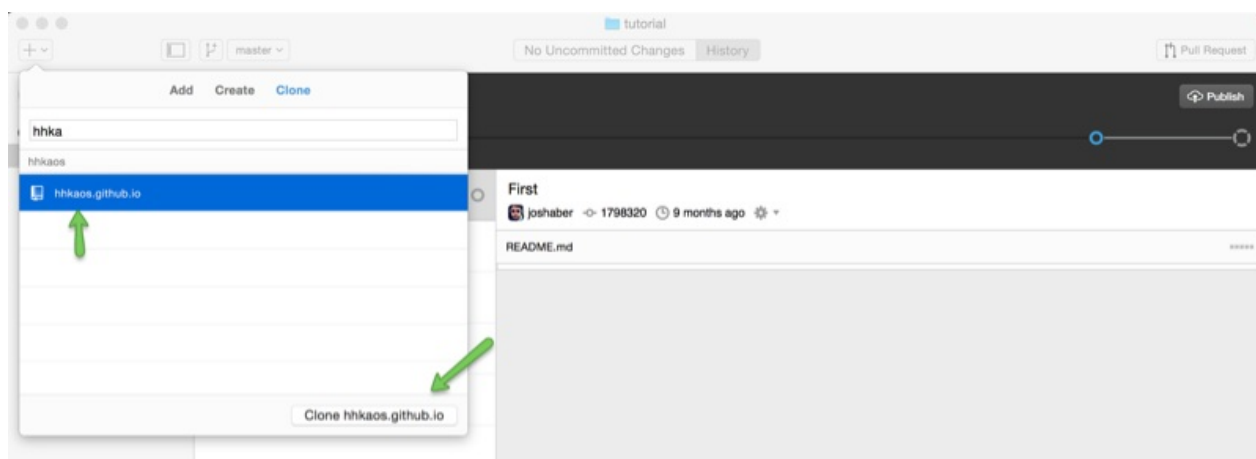 tutorial
master
No Uncommitted Changes History
Pull Request
Add Create Clone
Publish
hhka
hhkaos
hhkaos.github.io
First
joshaber 1798320 9 months ago
README.md
Clone hhkaos.github.io